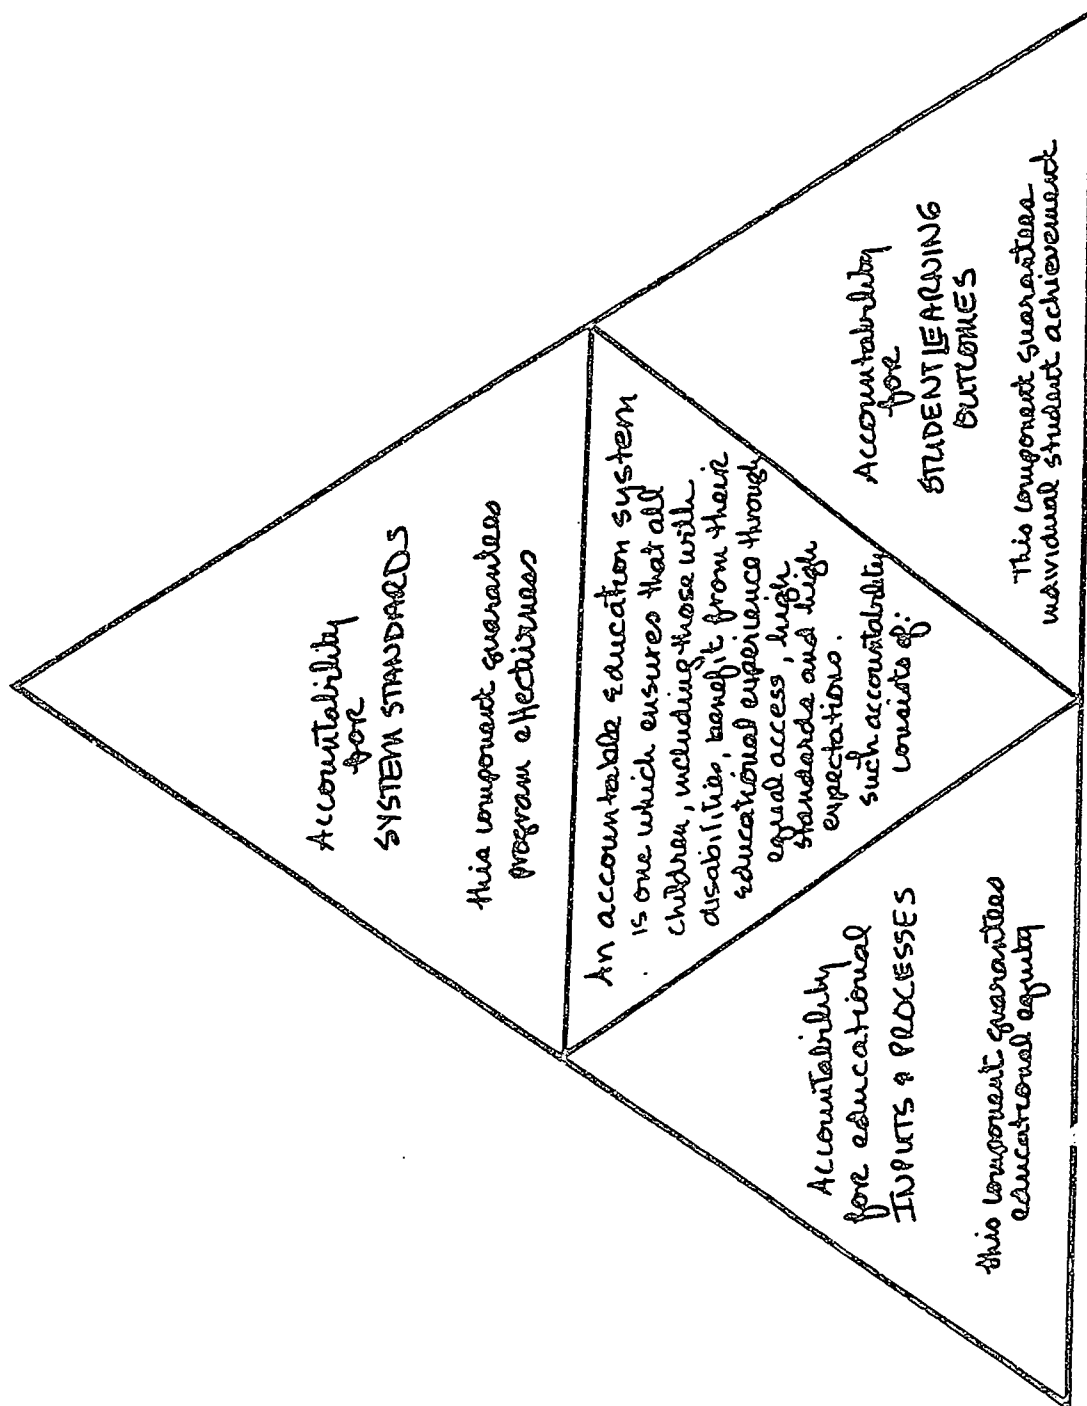 Accountability
for
SYSTEM STANDARDS
this component guarantees
program effectiveness
An accountable education system
is one which ensures that all
children, including those with
disabilities, benefit from their
educational experience through
equal access, high
standards and high
expectations.
such accountability
consists of:
Accountability
for educational
INPUTS & PROCESSES
this component guarantees
educational equity
Accountability
for
STUDENT LEARNING
OUTCOMES
This component guarantees
individual student achievement